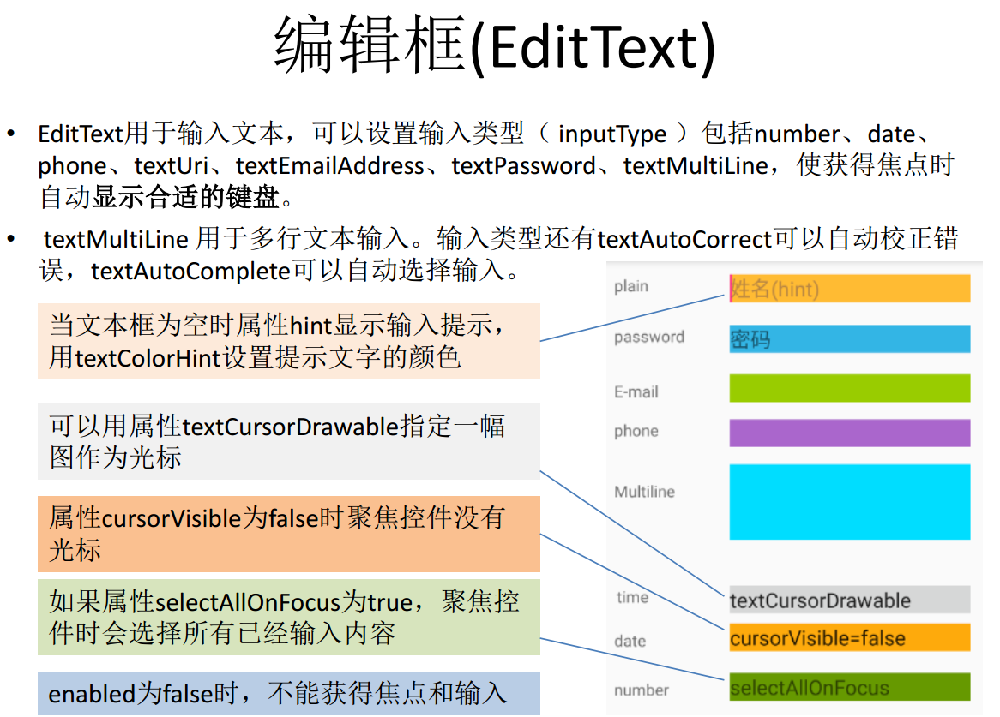 编辑框(EditText)
• EditText用于输入文本，可以设置输入类型（ inputType ）包括number、date、
phone、textUri、textEmailAddress、textPassword、textMultiLine，使获得焦点时
自动显示合适的键盘。
• textMultiLine 用于多行文本输入。输入类型还有textAutoCorrect可以自动校正错
误，textAutoComplete可以自动选择输入。
当文本框为空时属性hint显示输入提示，
用textColorHint设置提示文字的颜色
可以用属性textCursorDrawable指定一幅
图作为光标
属性cursorVisible为false时聚焦控件没有
光标
如果属性selectAllOnFocus为true，聚焦控
件时会选择所有已经输入内容
enabled为false时，不能获得焦点和输入
plain 姓名(hint)
password 密码
E-mail
phone
Multiline
time textCursorDrawable
date cursorVisible=false
number selectAllOnFocus